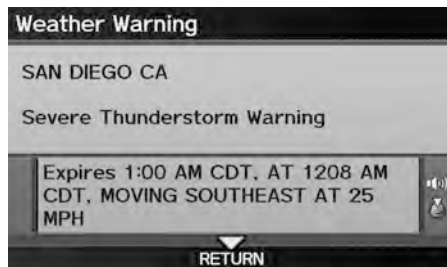 Weather Warning
SAN DIEGO CA
Severe Thunderstorm Warning
Expires 1:00 AM CDT, AT 1208 AM
CDT, MOVING SOUTHEAST AT 25
MPH
RETURN